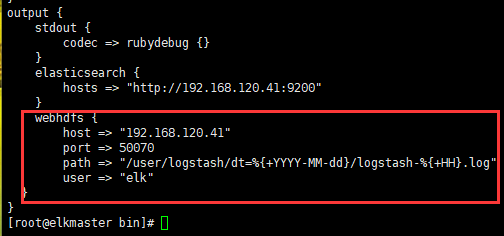 output {
    stdout {
        codec => rubydebug {}
    }
    elasticsearch {
        hosts => "http://192.168.120.41:9200"
    }
    webhdfs {
        host => "192.168.120.41"
        port => 50070
        path => "/user/logstash/dt=%{+YYYY-MM-dd}/logstash-%{+HH}.log"
        user => "elk"
  }
}
[root@elkmaster bin]#